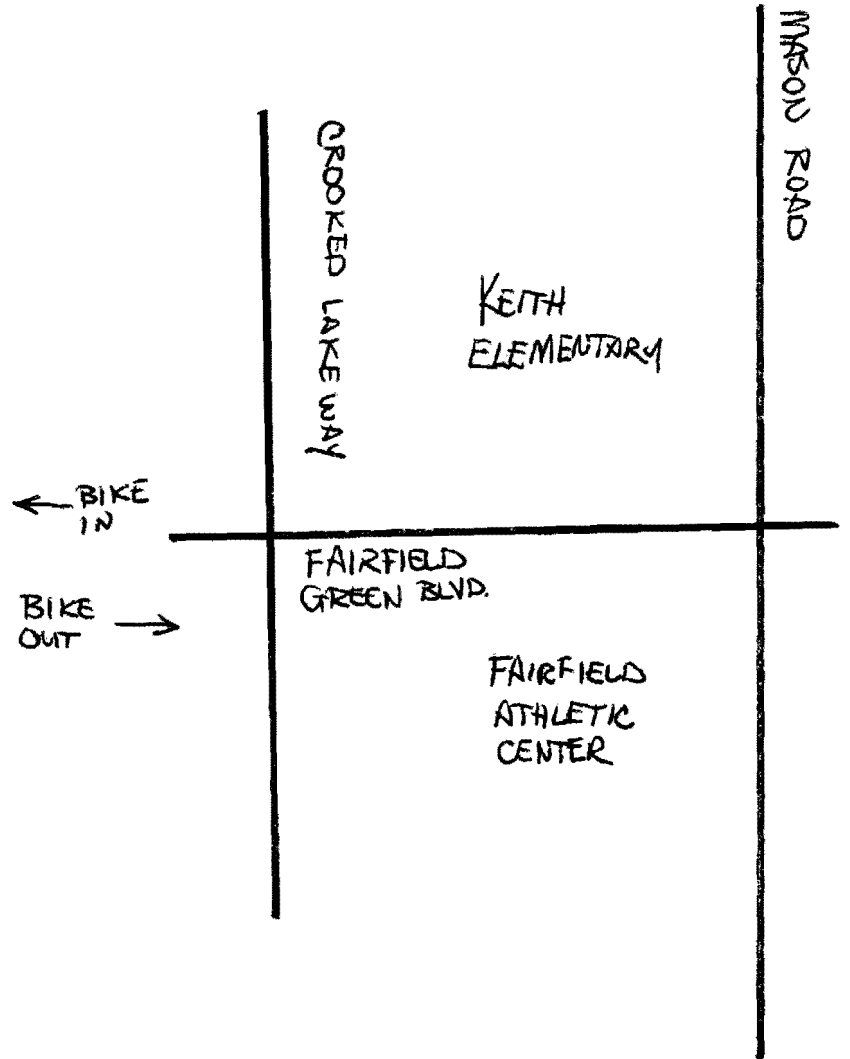 MASON ROAD
CROOKED LAKE WAY
KEITH
ELEMENTARY
BIKE
IN
FAIRFIELD
GREEN BLVD.
BIKE
OUT
FAIRFIELD
ATHLETIC
CENTER